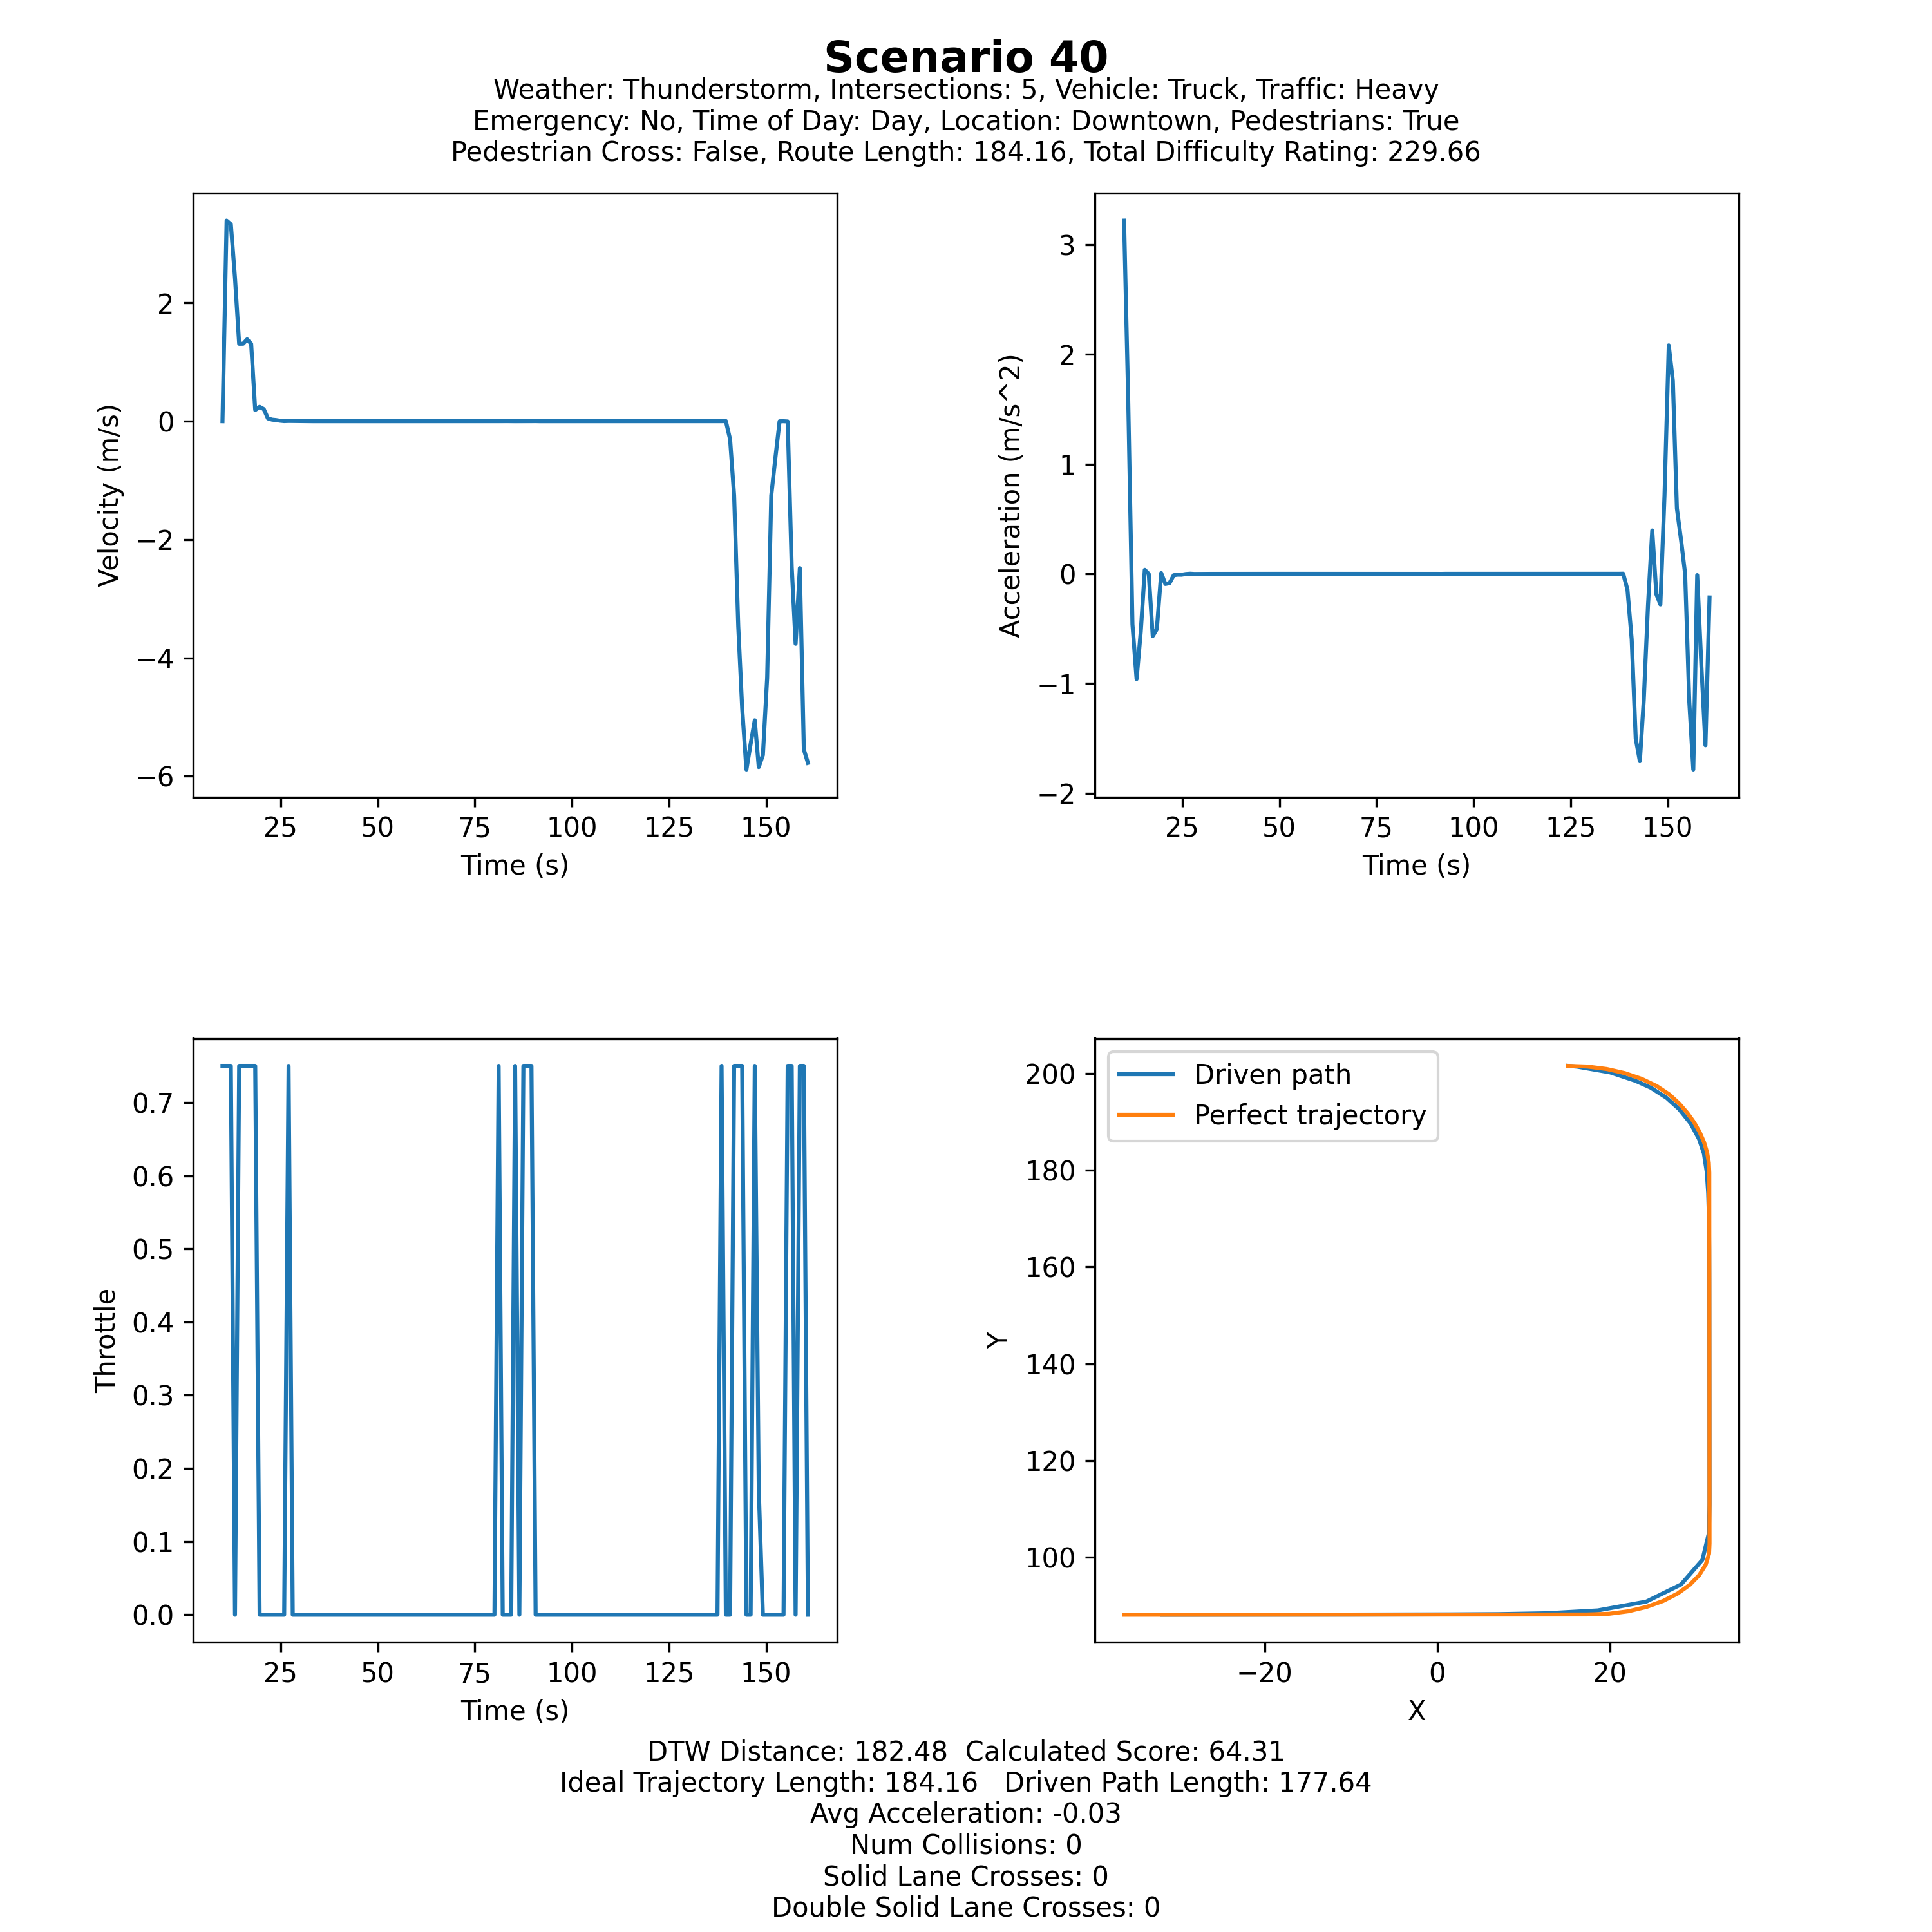 Scenario 40
Weather: Thunderstorm, Intersections: 5, Vehicle: Truck, Traffic: Heavy
Emergency: No, Time of Day: Day, Location: Downtown, Pedestrians: True
Pedestrian Cross: False, Route Length: 184.16, Total Difficulty Rating: 229.66
Velocity (m/s)
2
0
−2
−4
−6
25 50 75 100 125 150
Time (s)
Acceleration (m/s^2)
3
2
1
0
−1
−2
25 50 75 100 125 150
Time (s)
Throttle
0.7
0.6
0.5
0.4
0.3
0.2
0.1
0.0
25 50 75 100 125 150
Time (s)
Driven path
Perfect trajectory
Y
200
180
160
140
120
100
−20 0 20
X
DTW Distance: 182.48  Calculated Score: 64.31
Ideal Trajectory Length: 184.16   Driven Path Length: 177.64
Avg Acceleration: -0.03
Num Collisions: 0
Solid Lane Crosses: 0
Double Solid Lane Crosses: 0